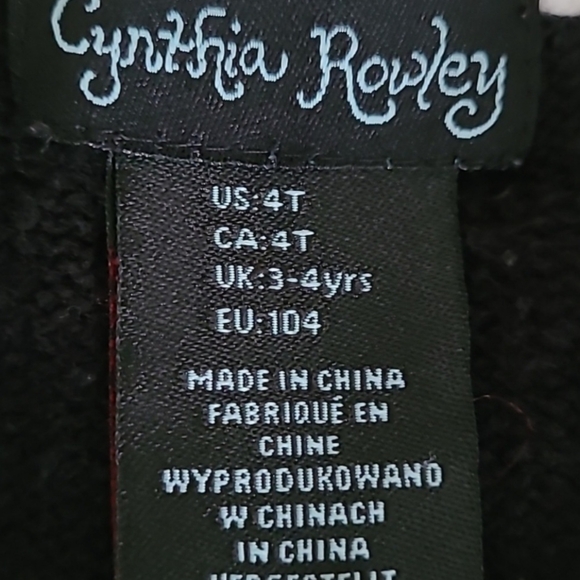 Cynthia Rowley
US:4T
CA:4T
UK:3-4yrs
EU:104
MADE IN CHINA
FABRIQUÉ EN
CHINE
WYPRODUKOWANO
W CHINACH
IN CHINA
HERGESTELLT